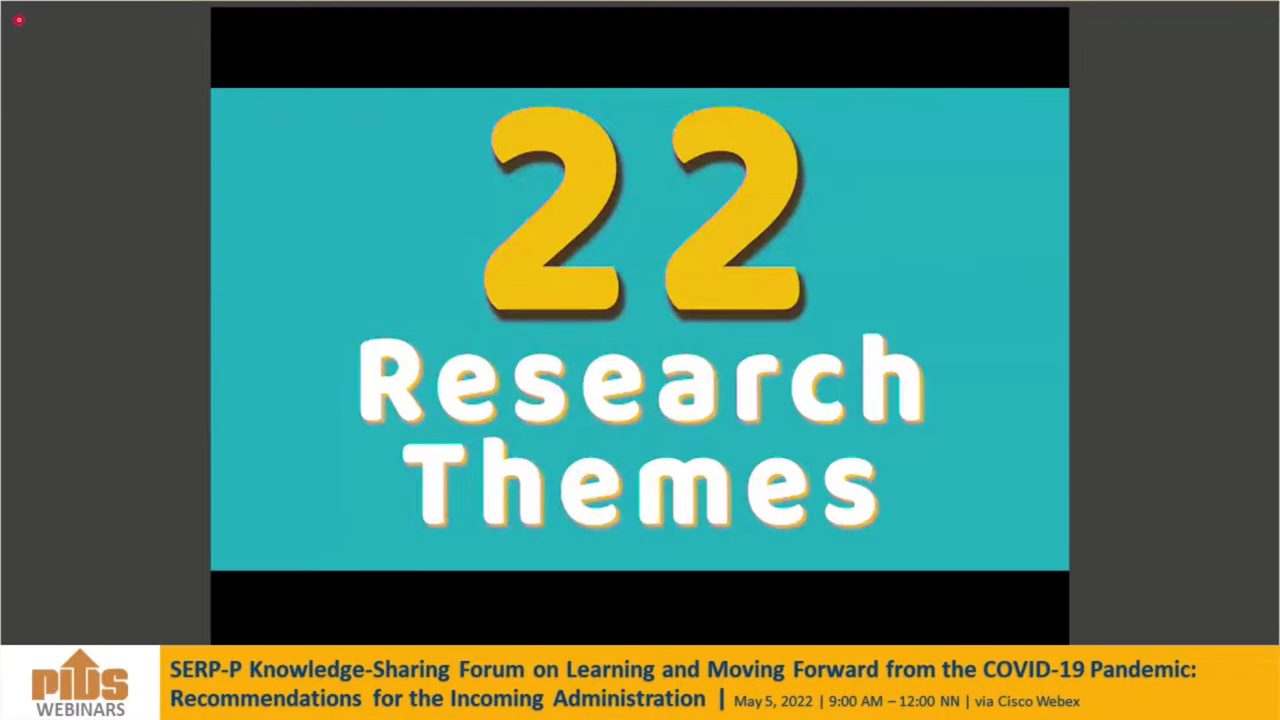 22
Research
Themes
PIDS
WEBINARS
SERP-P Knowledge-Sharing Forum on Learning and Moving Forward from the COVID-19 Pandemic:
Recommendations for the Incoming Administration | May 5, 2022 | 9:00 AM – 12:00 NN | via Cisco Webex